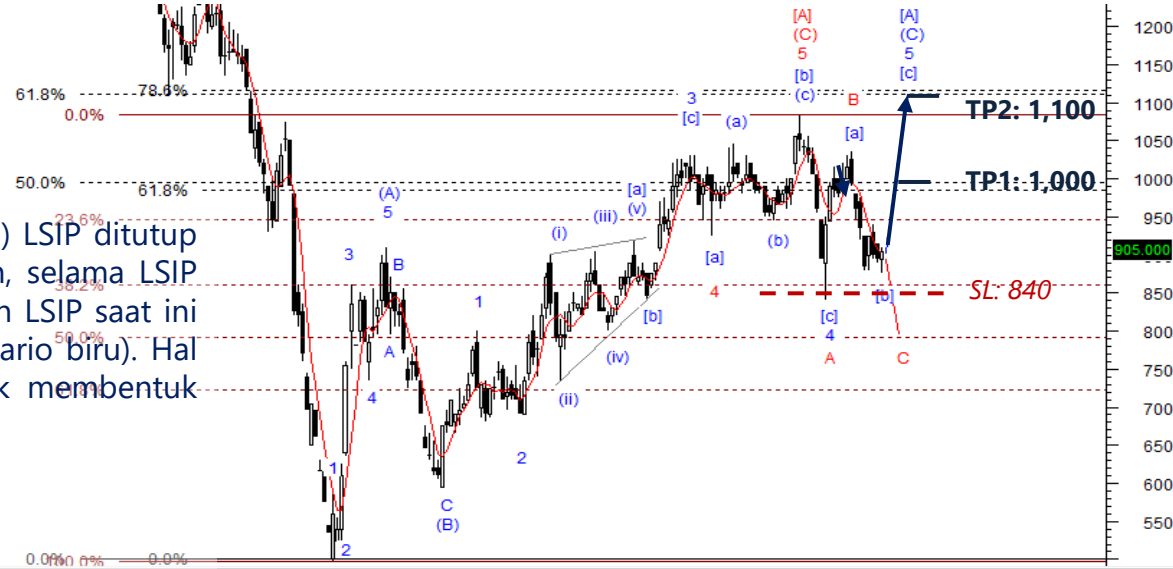 [A] [A]
(C) (C)
5 5
[b] [c]
(c)
1200
1150
1100
1050
1000
950
905.000
850
800
750
700
650
600
550
61.8% 78.6%
0.0%
50.0% 61.8%
23.6%
38.2%
50.0%
0.0% 100.0% 0.0%
TP2: 1,100
TP1: 1,000
SL: 840
) LSIP ditutup
n, selama LSIP
n LSIP saat ini
ario biru). Hal
k membentuk
1
2
3
4
(A)
5
B
A
C
(B)
1
2
(i)
(ii)
(iii)
(iv)
[a]
(v)
[b]
3
[c]
(a)
[a]
4
(b)
B
[a]
[c]
4
A
[b]
C